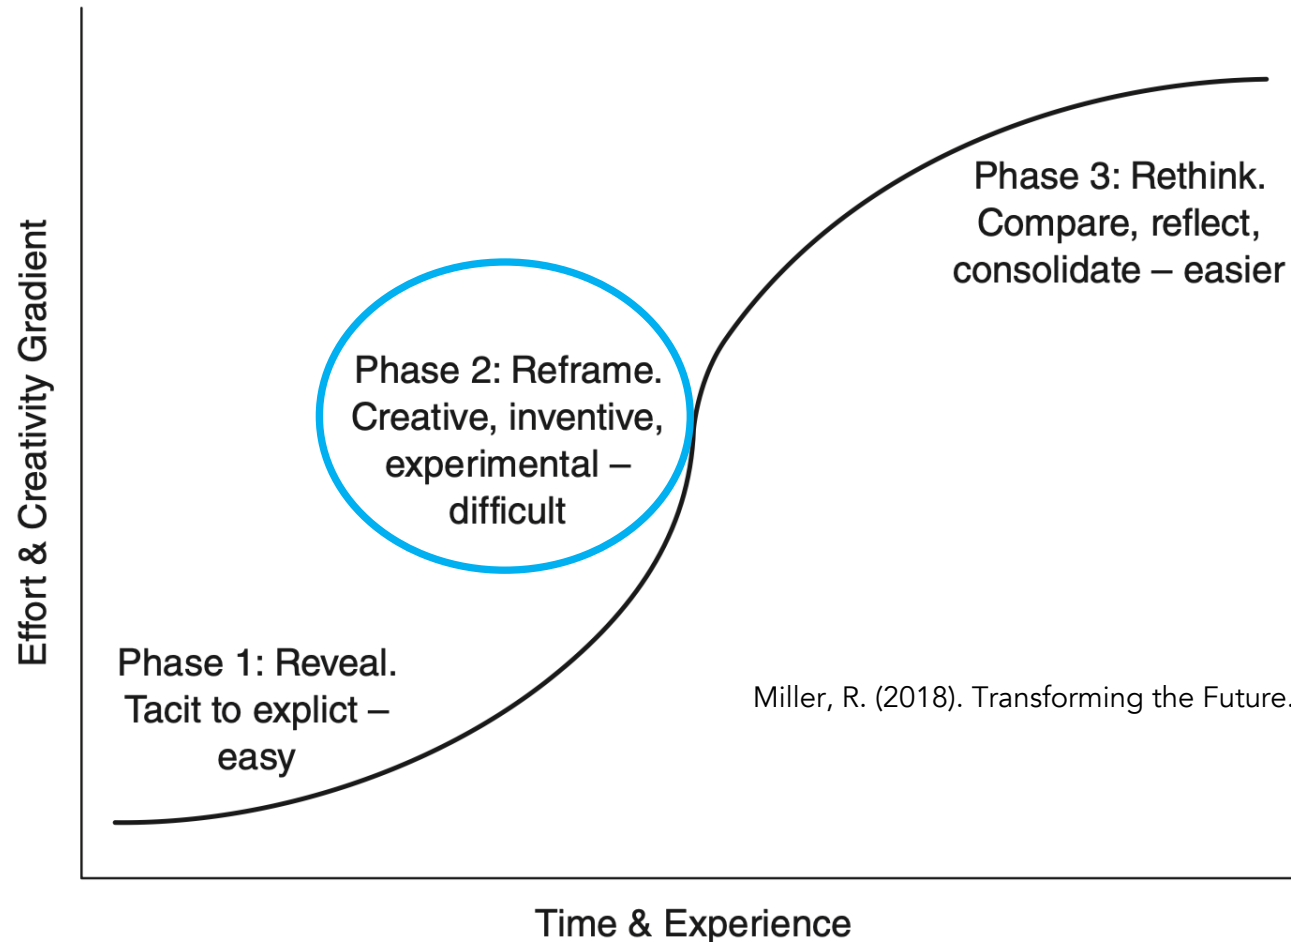 Effort & Creativity Gradient
Phase 3: Rethink.
Compare, reflect,
consolidate – easier
Phase 2: Reframe.
Creative, inventive,
experimental –
difficult
Phase 1: Reveal.
Tacit to explict –
easy
Miller, R. (2018). Transforming the Future.
Time & Experience